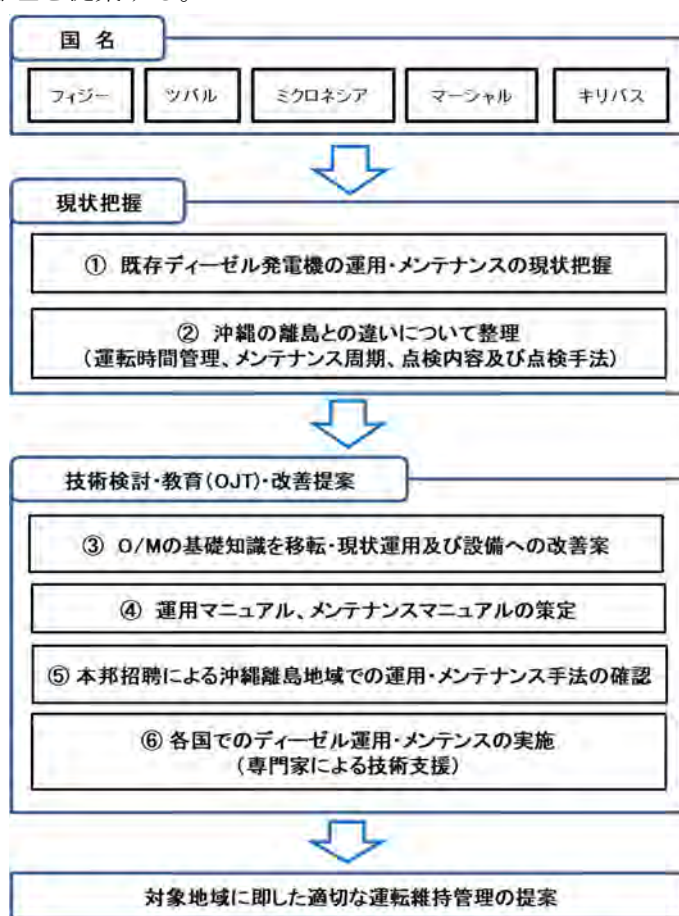 国 名
フィジー ツバル ミクロネシア マーシャル キリバス
現状把握
① 既存ディーゼル発電機の運用・メンテナンスの現状把握
② 沖縄の離島との違いについて整理
(運転時間管理、メンテナンス周期、点検内容及び点検手法)
技術検討・教育(OJT)・改善提案
③ O/Mの基礎知識を移転・現状運用及び設備への改善案
④ 運用マニュアル、メンテナンスマニュアルの策定
⑤ 本邦招聘による沖縄離島地域での運用・メンテナンス手法の確認
⑥ 各国でのディーゼル運用・メンテンスの実施
(専門家による技術支援)
対象地域に即した適切な運転維持管理の提案